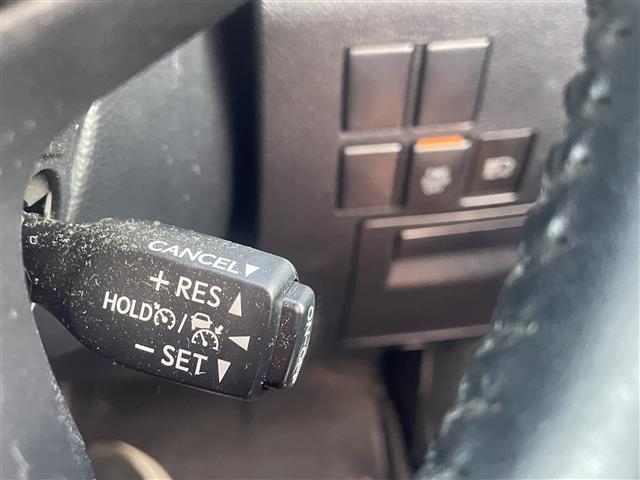 CANCEL▼
+ RES ▲
HOLD / ◀
− SET ▼